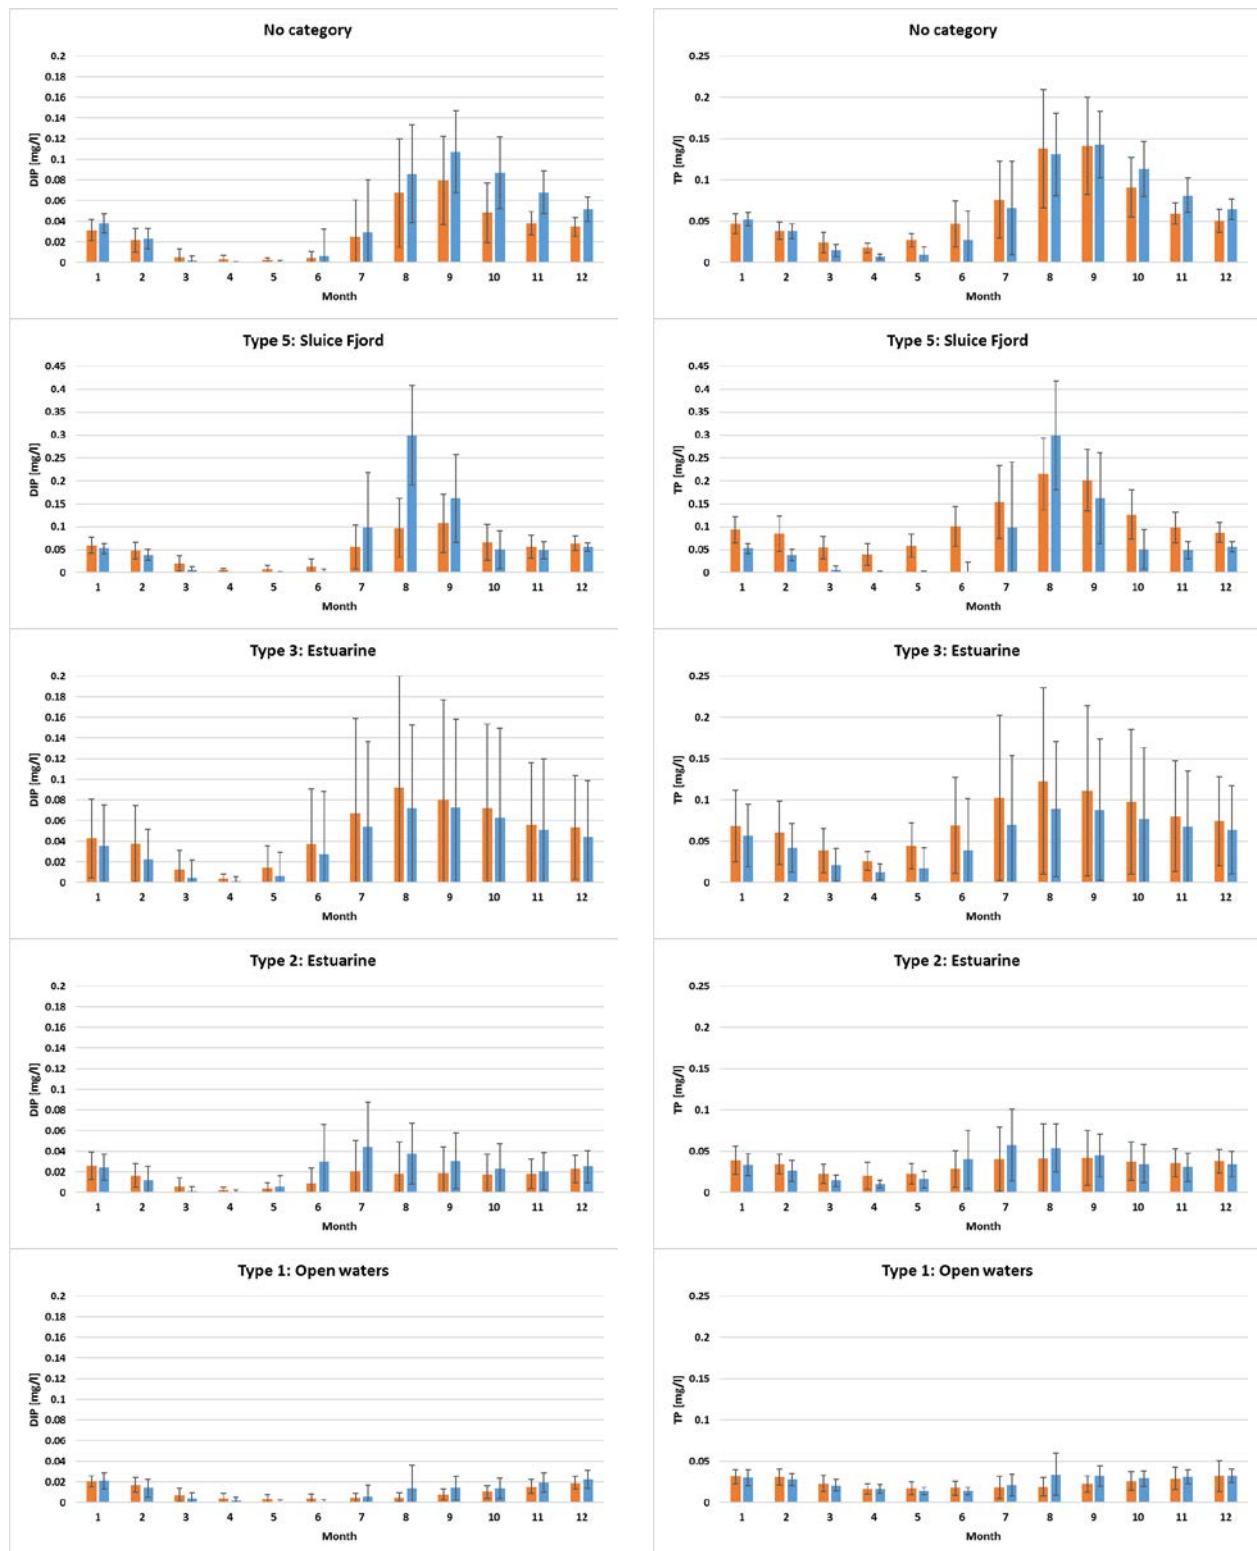 No category
0.2
0.18
0.16
0.14
0.12
0.1
0.08
0.06
0.04
0.02
0
DIP [mg/l]
1 2 3 4 5 6 7 8 9 10 11 12
Month
No category
0.25
0.2
0.15
0.1
0.05
0
TP [mg/l]
1 2 3 4 5 6 7 8 9 10 11 12
Month
Type 5: Sluice Fjord
0.45
0.4
0.35
0.3
0.25
0.2
0.15
0.1
0.05
0
DIP [mg/l]
1 2 3 4 5 6 7 8 9 10 11 12
Month
Type 5: Sluice Fjord
0.45
0.4
0.35
0.3
0.25
0.2
0.15
0.1
0.05
0
TP [mg/l]
1 2 3 4 5 6 7 8 9 10 11 12
Month
Type 3: Estuarine
0.2
0.18
0.16
0.14
0.12
0.1
0.08
0.06
0.04
0.02
0
DIP [mg/l]
1 2 3 4 5 6 7 8 9 10 11 12
Month
Type 3: Estuarine
0.25
0.2
0.15
0.1
0.05
0
TP [mg/l]
1 2 3 4 5 6 7 8 9 10 11 12
Month
Type 2: Estuarine
0.2
0.18
0.16
0.14
0.12
0.1
0.08
0.06
0.04
0.02
0
DIP [mg/l]
1 2 3 4 5 6 7 8 9 10 11 12
Month
Type 2: Estuarine
0.25
0.2
0.15
0.1
0.05
0
TP [mg/l]
1 2 3 4 5 6 7 8 9 10 11 12
Month
Type 1: Open waters
0.2
0.18
0.16
0.14
0.12
0.1
0.08
0.06
0.04
0.02
0
DIP [mg/l]
1 2 3 4 5 6 7 8 9 10 11 12
Month
Type 1: Open waters
0.25
0.2
0.15
0.1
0.05
0
TP [mg/l]
1 2 3 4 5 6 7 8 9 10 11 12
Month